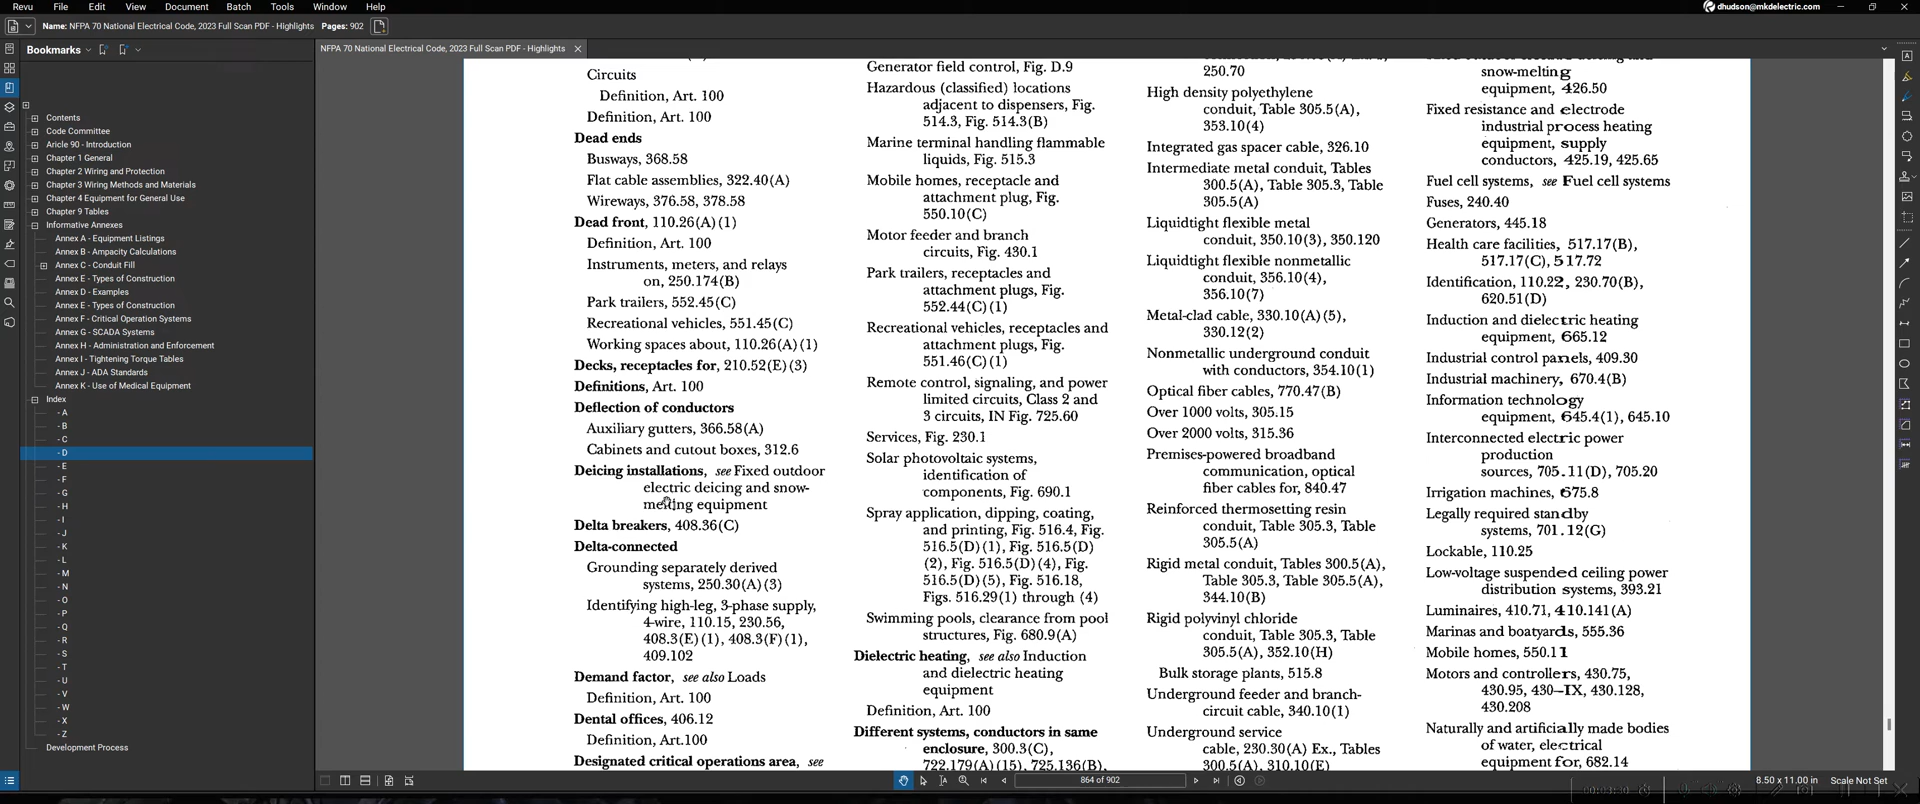 Revu File Edit View Document Batch Tools Window Help
dhudson@mkdelectric.com
Name: NFPA 70 National Electrical Code, 2023 Full Scan PDF - Highlights Pages: 902
Bookmarks
NFPA 70 National Electrical Code, 2023 Full Scan PDF - Highlights
Contents
Code Committee
Aricle 90 - Introduction
Chapter 1 General
Chapter 2 Wiring and Protection
Chapter 3 Wiring Methods and Materials
Chapter 4 Equipment for General Use
Chapter 9 Tables
Informative Annexes
Annex A - Equipment Listings
Annex B - Ampacity Calculations
Annex C - Conduit Fill
Annex E - Types of Construction
Annex D - Examples
Annex E - Types of Construction
Annex F - Critical Operation Systems
Annex G - SCADA Systems
Annex H - Administration and Enforcement
Annex I - Tightening Torque Tables
Annex J - ADA Standards
Annex K - Use of Medical Equipment
Index
- A
- B
- C
- D
- E
- F
- G
- H
- I
- J
- K
- L
- M
- N
- O
- P
- Q
- R
- S
- T
- U
- V
- W
- X
- Z
Development Process
Circuits
Definition, Art. 100
Definition, Art. 100
Dead ends
Busways, 368.58
Flat cable assemblies, 322.40(A)
Wireways, 376.58, 378.58
Dead front, 110.26(A)(1)
Definition, Art. 100
Instruments, meters, and relays
on, 250.174(B)
Park trailers, 552.45(C)
Recreational vehicles, 551.45(C)
Working spaces about, 110.26(A)(1)
Decks, receptacles for, 210.52(E)(3)
Definitions, Art. 100
Deflection of conductors
Auxiliary gutters, 366.58(A)
Cabinets and cutout boxes, 312.6
Deicing installations, see Fixed outdoor
electric deicing and snow-
melting equipment
Delta breakers, 408.36(C)
Delta-connected
Grounding separately derived
systems, 250.30(A)(3)
Identifying high-leg, 3-phase supply,
4-wire, 110.15, 230.56,
408.3(E)(1), 408.3(F)(1),
409.102
Demand factor, see also Loads
Definition, Art. 100
Dental offices, 406.12
Definition, Art.100
Designated critical operations area, see
Generator field control, Fig. D.9
Hazardous (classified) locations
adjacent to dispensers, Fig.
514.3, Fig. 514.3(B)
Marine terminal handling flammable
liquids, Fig. 515.3
Mobile homes, receptacle and
attachment plug, Fig.
550.10(C)
Motor feeder and branch
circuits, Fig. 430.1
Park trailers, receptacles and
attachment plugs, Fig.
552.44(C)(1)
Recreational vehicles, receptacles and
attachment plugs, Fig.
551.46(C)(1)
Remote control, signaling, and power
limited circuits, Class 2 and
3 circuits, IN Fig. 725.60
Services, Fig. 230.1
Solar photovoltaic systems,
identification of
components, Fig. 690.1
Spray application, dipping, coating,
and printing, Fig. 516.4, Fig.
516.5(D)(1), Fig. 516.5(D)
(2), Fig. 516.5(D)(4), Fig.
516.5(D)(5), Fig. 516.18,
Figs. 516.29(1) through (4)
Swimming pools, clearance from pool
structures, Fig. 680.9(A)
Dielectric heating, see also Induction
and dielectric heating
equipment
Definition, Art. 100
Different systems, conductors in same
enclosure, 300.3(C),
722.179(A)(15), 725.136(B),
250.70
High density polyethylene
conduit, Table 305.5(A),
353.10(4)
Integrated gas spacer cable, 326.10
Intermediate metal conduit, Tables
300.5(A), Table 305.3, Table
305.5(A)
Liquidtight flexible metal
conduit, 350.10(3), 350.120
Liquidtight flexible nonmetallic
conduit, 356.10(4),
356.10(7)
Metal-clad cable, 330.10(A)(5),
330.12(2)
Nonmetallic underground conduit
with conductors, 354.10(1)
Optical fiber cables, 770.47(B)
Over 1000 volts, 305.15
Over 2000 volts, 315.36
Premises-powered broadband
communication, optical
fiber cables for, 840.47
Reinforced thermosetting resin
conduit, Table 305.3, Table
305.5(A)
Rigid metal conduit, Tables 300.5(A),
Table 305.3, Table 305.5(A),
344.10(B)
Rigid polyvinyl chloride
conduit, Table 305.3, Table
305.5(A), 352.10(H)
Bulk storage plants, 515.8
Underground feeder and branch-
circuit cable, 340.10(1)
Underground service
cable, 230.30(A) Ex., Tables
300.5(A), 310.10(E)
snow-melting
equipment, 426.50
Fixed resistance and electrode
industrial process heating
equipment, supply
conductors, 425.19, 425.65
Fuel cell systems, see Fuel cell systems
Fuses, 240.40
Generators, 445.18
Health care facilities, 517.17(B),
517.17(C), 517.72
Identification, 110.22, 230.70(B),
620.51(D)
Induction and dielectric heating
equipment, 665.12
Industrial control panels, 409.30
Industrial machinery, 670.4(B)
Information technology
equipment, 645.4(1), 645.10
Interconnected electric power
production
sources, 705.11(D), 705.20
Irrigation machines, 675.8
Legally required standby
systems, 701.12(G)
Lockable, 110.25
Low-voltage suspended ceiling power
distribution systems, 393.21
Luminaires, 410.71, 410.141(A)
Marinas and boatyards, 555.36
Mobile homes, 550.11
Motors and controllers, 430.75,
430.95, 430–IX, 430.128,
430.208
Naturally and artificially made bodies
of water, electrical
equipment for, 682.14
864 of 902
8.50 x 11.00 in Scale Not Set